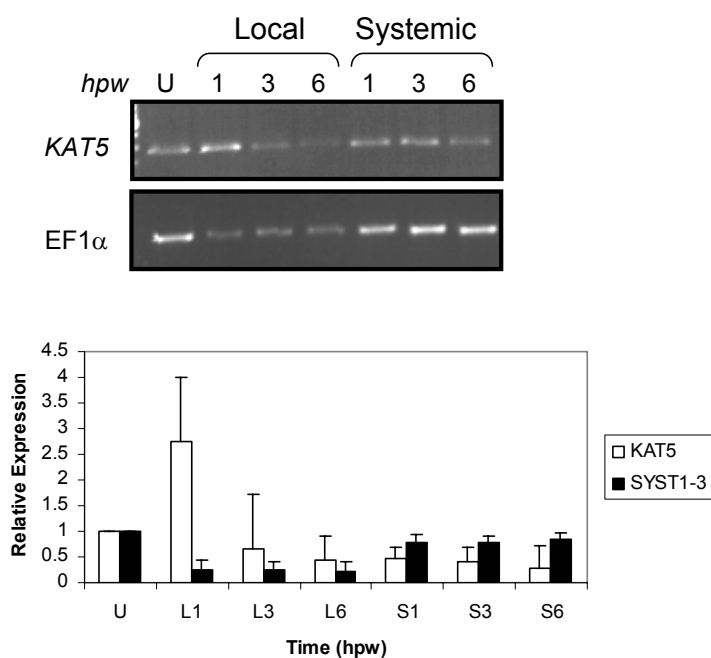 Local Systemic
hpw U 1 3 6 1 3 6
KAT5
EF1α
4.5
4
3.5
3
2.5
2
1.5
1
0.5
0
Relative Expression
U L1 L3 L6 S1 S3 S6
Time (hpw)
KAT5
SYST1-3